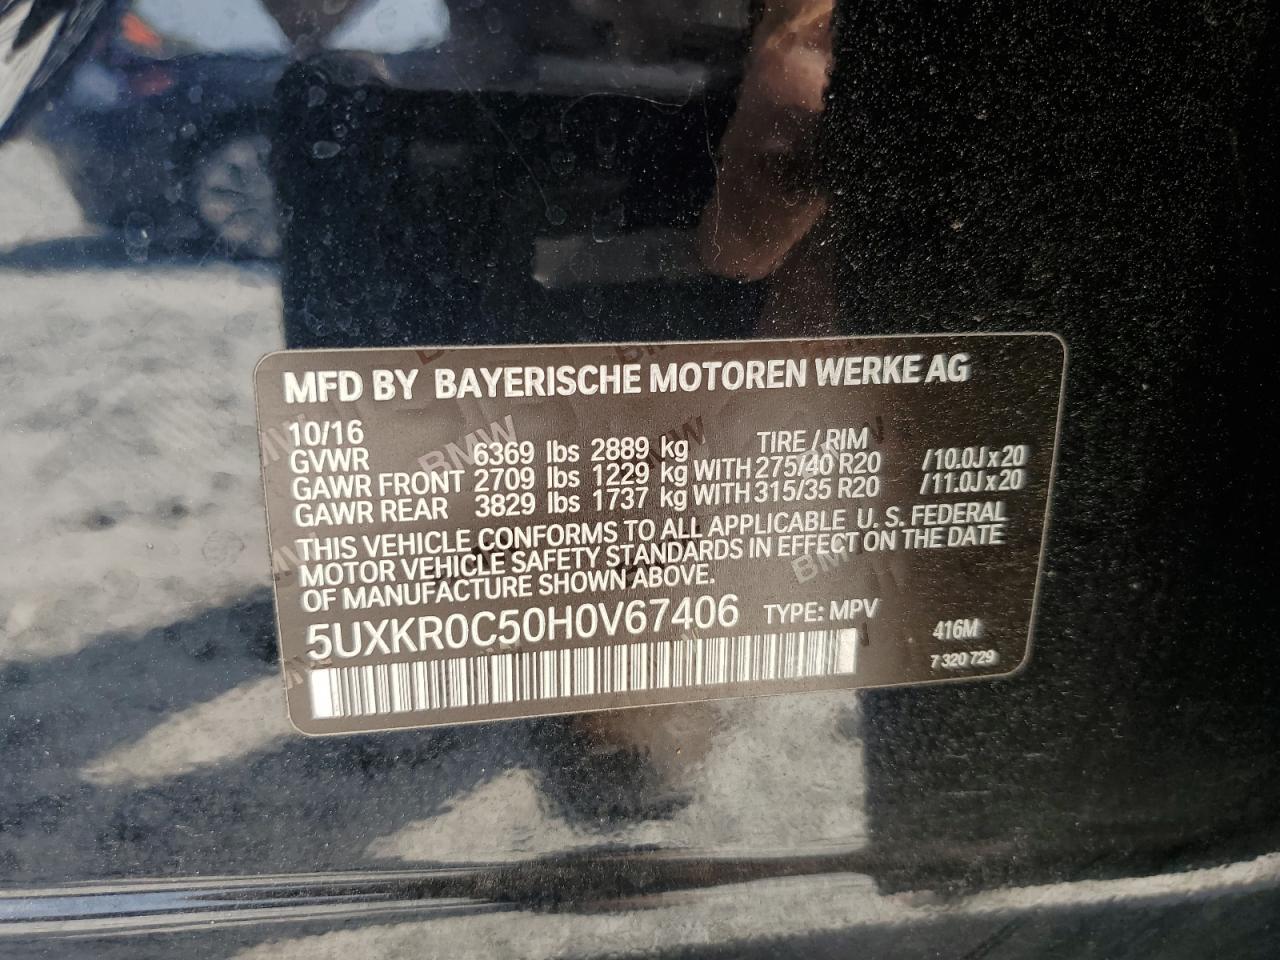 MFD BY BAYERISCHE MOTOREN WERKE AG
10/16
GVWR 6369 lbs 2889 kg TIRE / RIM
GAWR FRONT 2709 lbs 1229 kg WITH 275/40 R20 /10.0J x 20
GAWR REAR 3829 lbs 1737 kg WITH 315/35 R20 /11.0J x 20
THIS VEHICLE CONFORMS TO ALL APPLICABLE U. S. FEDERAL
MOTOR VEHICLE SAFETY STANDARDS IN EFFECT ON THE DATE
OF MANUFACTURE SHOWN ABOVE.
5UXKR0C50H0V67406 TYPE: MPV
416M
7 320 729